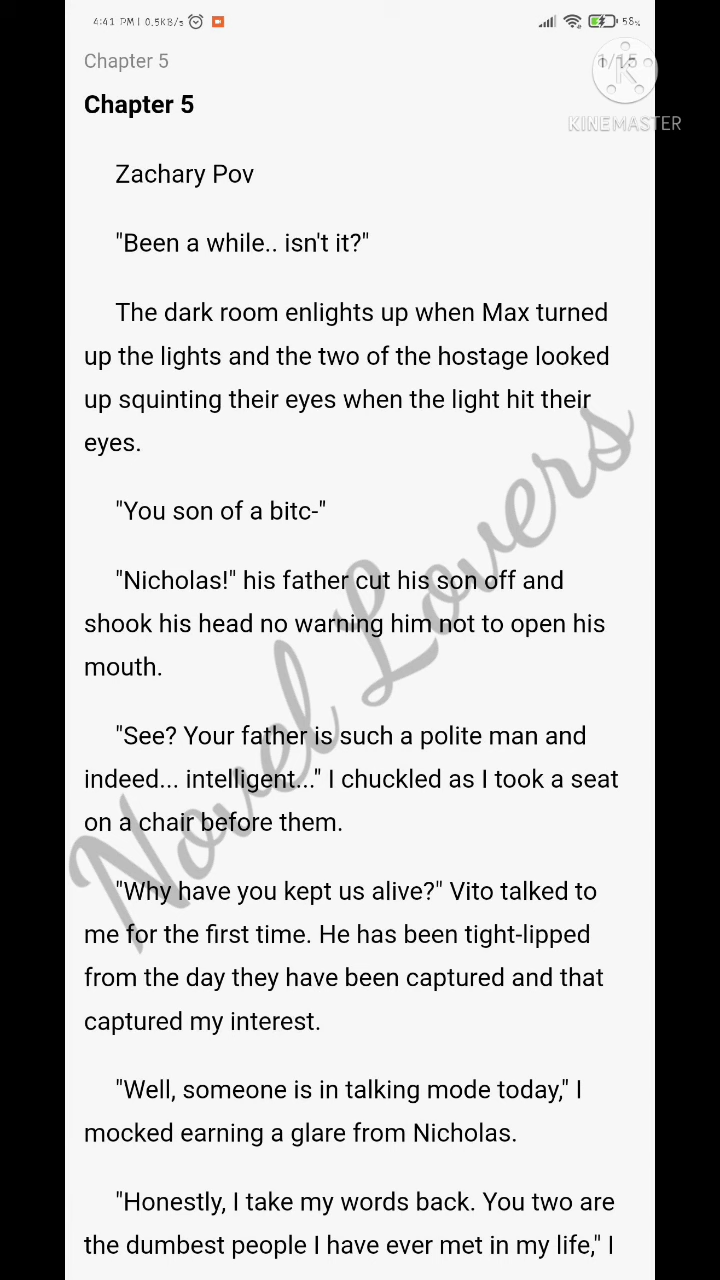 4:41 PM | 0.5KB/s
58%
Chapter 5
1/15
KINEMASTER
Chapter 5
Zachary Pov
"Been a while.. isn't it?"
The dark room enlights up when Max turned
up the lights and the two of the hostage looked
up squinting their eyes when the light hit their
eyes.
"You son of a bitc-"
"Nicholas!" his father cut his son off and
shook his head no warning him not to open his
mouth.
"See? Your father is such a polite man and
indeed... intelligent..." I chuckled as I took a seat
on a chair before them.
"Why have you kept us alive?" Vito talked to
me for the first time. He has been tight-lipped
from the day they have been captured and that
captured my interest.
"Well, someone is in talking mode today," I
mocked earning a glare from Nicholas.
"Honestly, I take my words back. You two are
the dumbest people I have ever met in my life," I
Novel Lovers